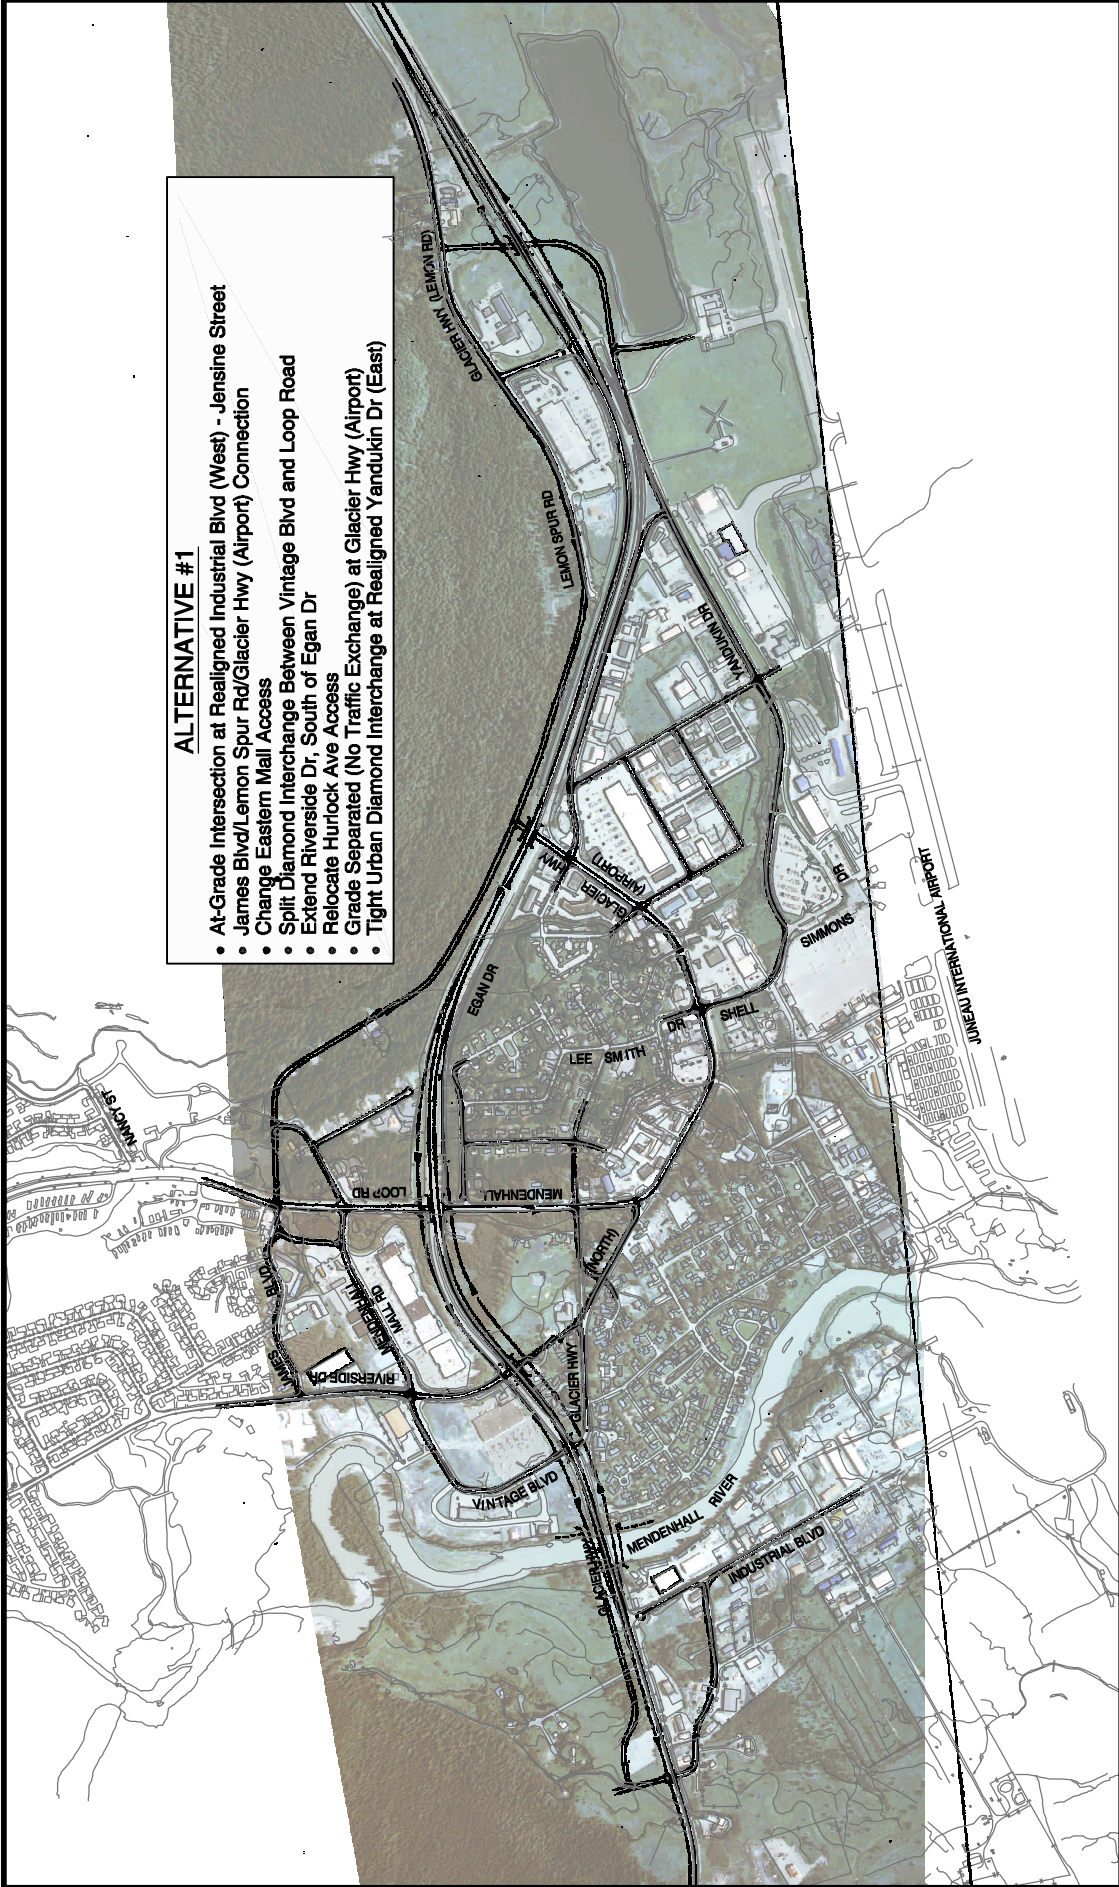 ALTERNATIVE #1
• At-Grade Intersection at Realigned Industrial Blvd (West) - Jensine Street
• James Blvd/Lemon Spur Rd/Glacier Hwy (Airport) Connection
• Change Eastern Mall Access
• Split Diamond Interchange Between Vintage Blvd and Loop Road
• Extend Riverside Dr, South of Egan Dr
• Relocate Hurlock Ave Access
• Grade Separated (No Traffic Exchange) at Glacier Hwy (Airport)
• Tight Urban Diamond Interchange at Realigned Yandukin Dr (East)
NANCY ST
JAMES BLVD
RIVERSIDE DR
MENDENHALL
MALL RD
LOOP RD
MENDENHALL
VINTAGE BLVD
GLACIER HWY
GLACIER HWY
(NORTH)
MENDENHALL RIVER
INDUSTRIAL BLVD
EGAN DR
LEE SMITH DR
SHELL
SIMMONS DR
GLACIER HWY
(AIRPORT)
YANDUKIN DR
LEMON SPUR RD
GLACIER HWY (LEMON RD)
JUNEAU INTERNATIONAL AIRPORT